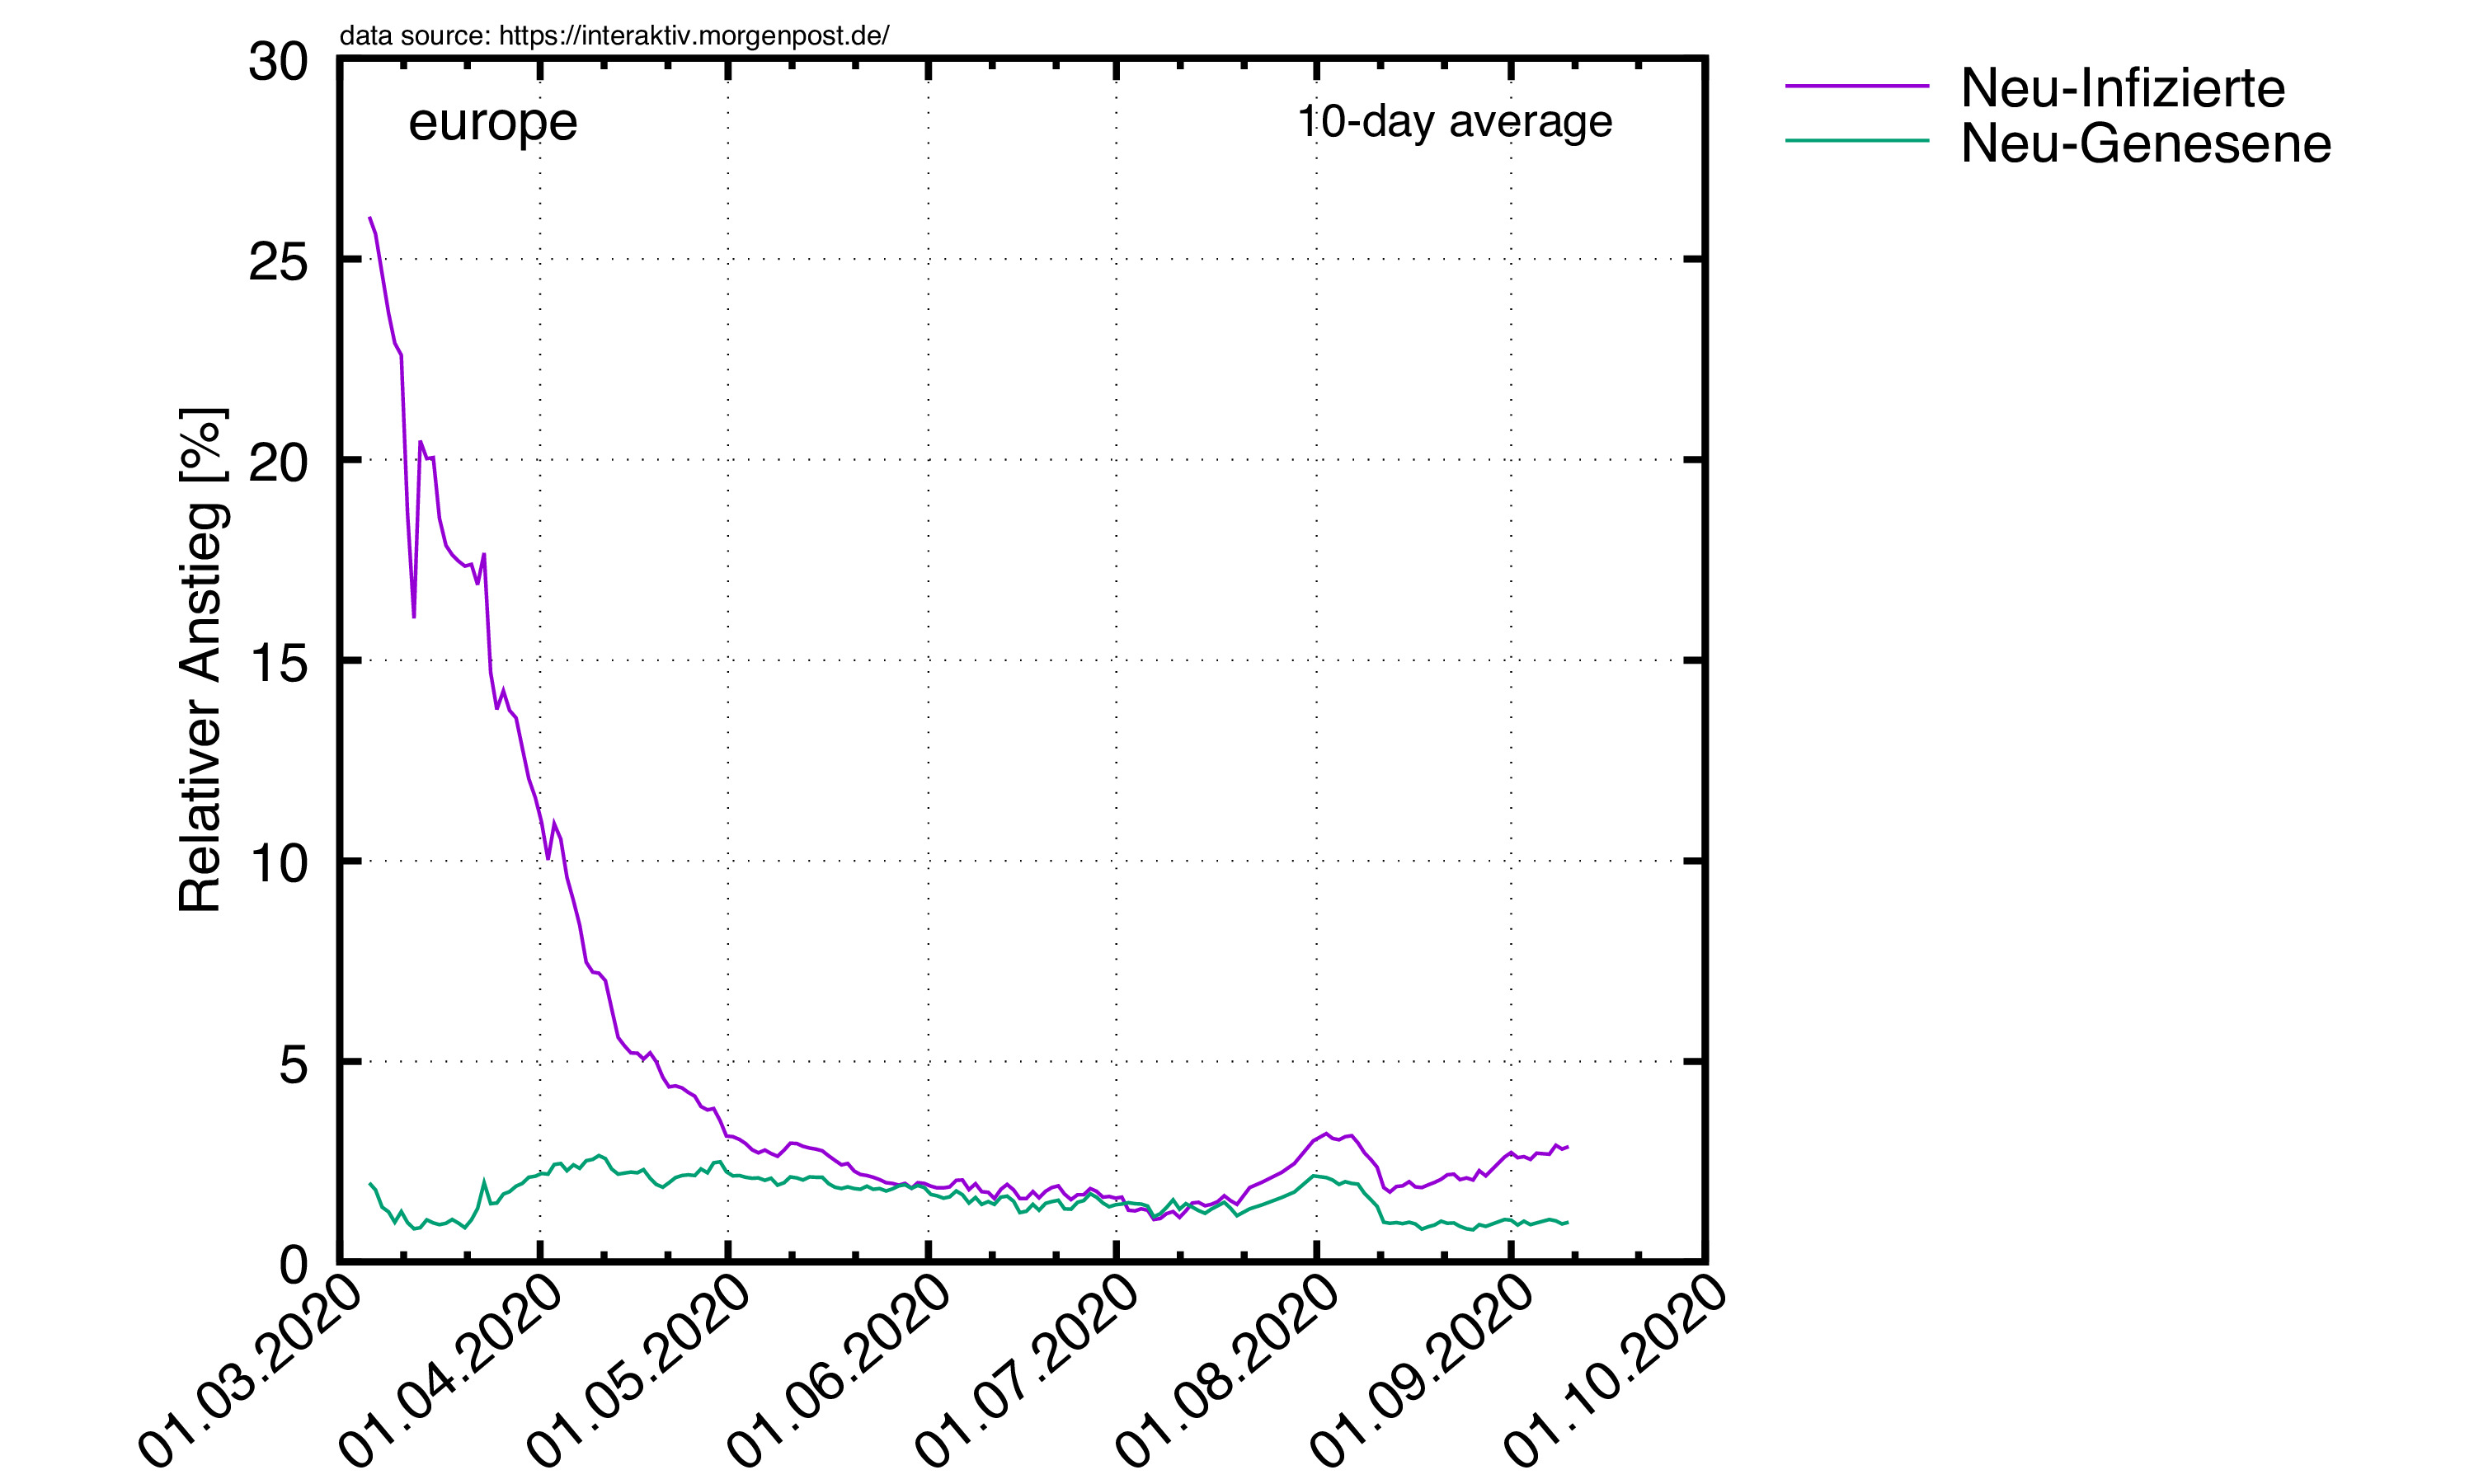 data source: https://interaktiv.morgenpost.de/
europe
10-day average
Neu-Infizierte
Neu-Genesene
Relativer Anstieg [%]
30
25
20
15
10
5
0
01.03.2020
01.04.2020
01.05.2020
01.06.2020
01.07.2020
01.08.2020
01.09.2020
01.10.2020